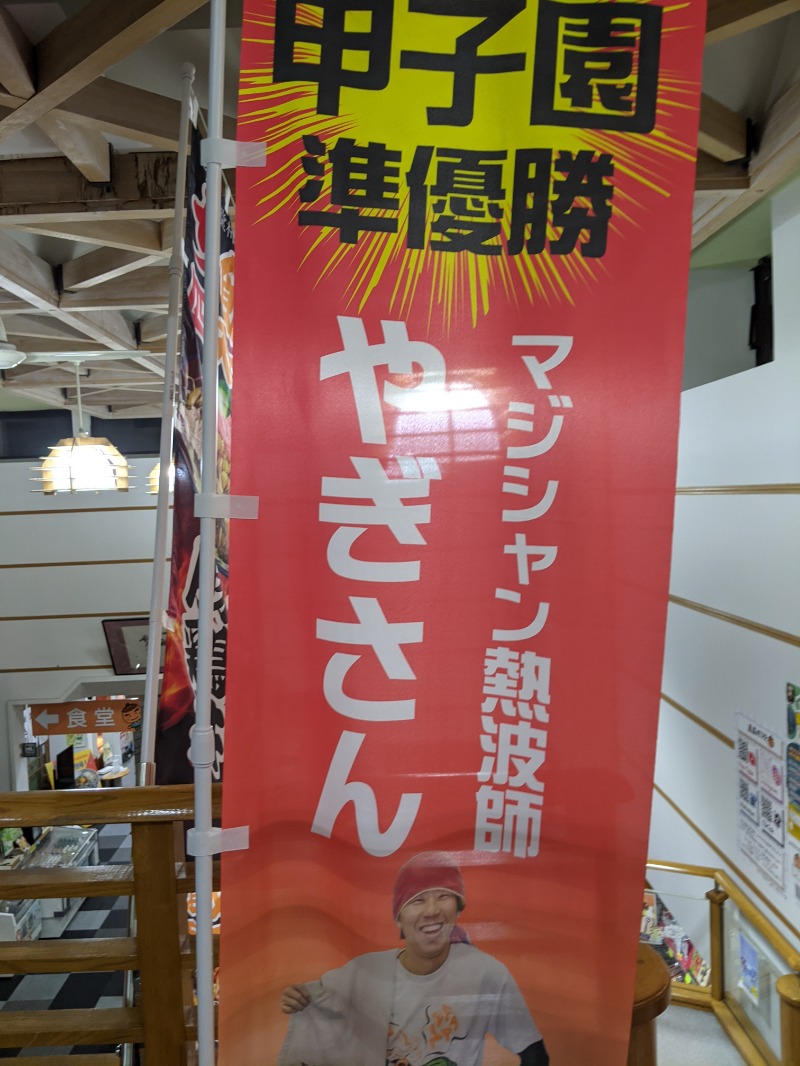 甲子園
準優勝
マジシャン熱波師
やぎさん
食堂